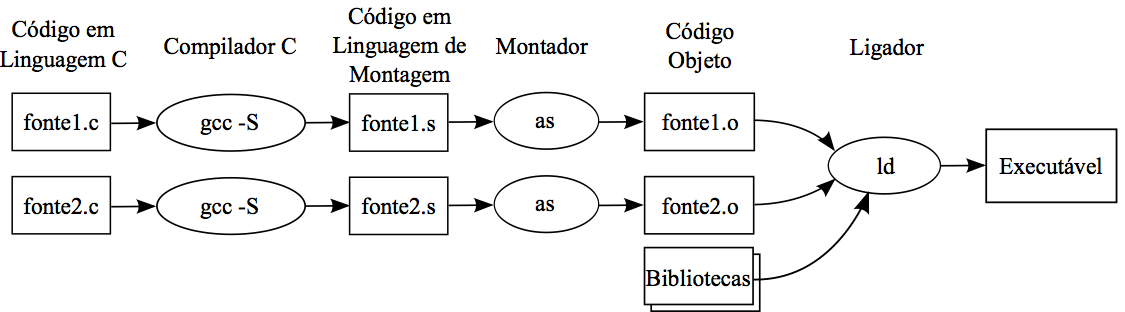 Código em
Linguagem C
Compilador C
Código em
Linguagem de
Montagem
Montador
Código
Objeto
Ligador
fonte1.c
gcc -S
fonte1.s
as
fonte1.o
fonte2.c
gcc -S
fonte2.s
as
fonte2.o
ld
Executável
Bibliotecas